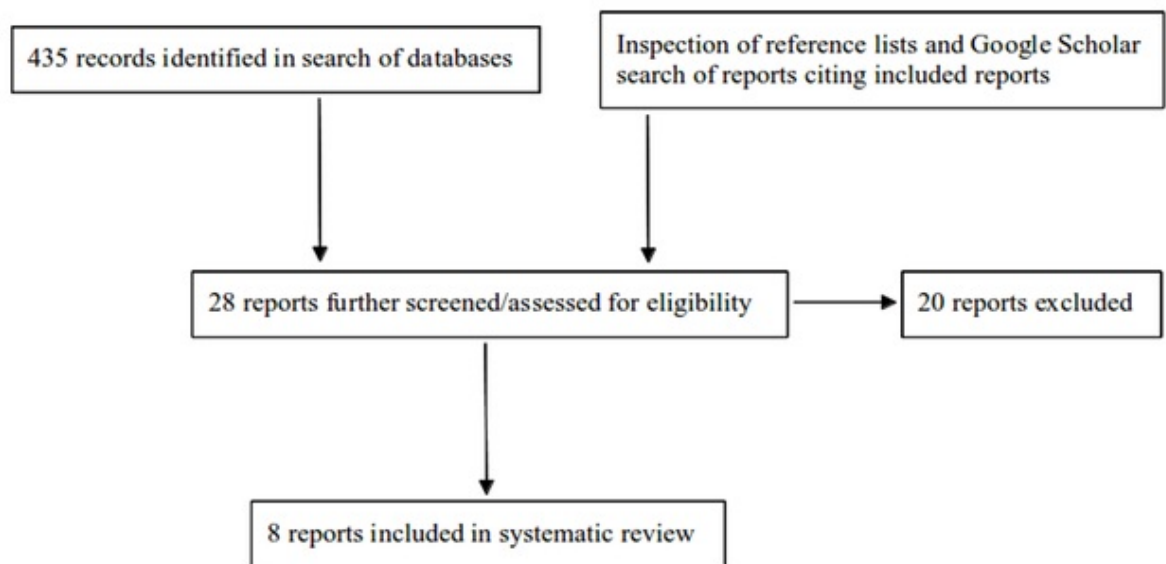 435 records identified in search of databases
Inspection of reference lists and Google Scholar
search of reports citing included reports
28 reports further screened/assessed for eligibility
20 reports excluded
8 reports included in systematic review